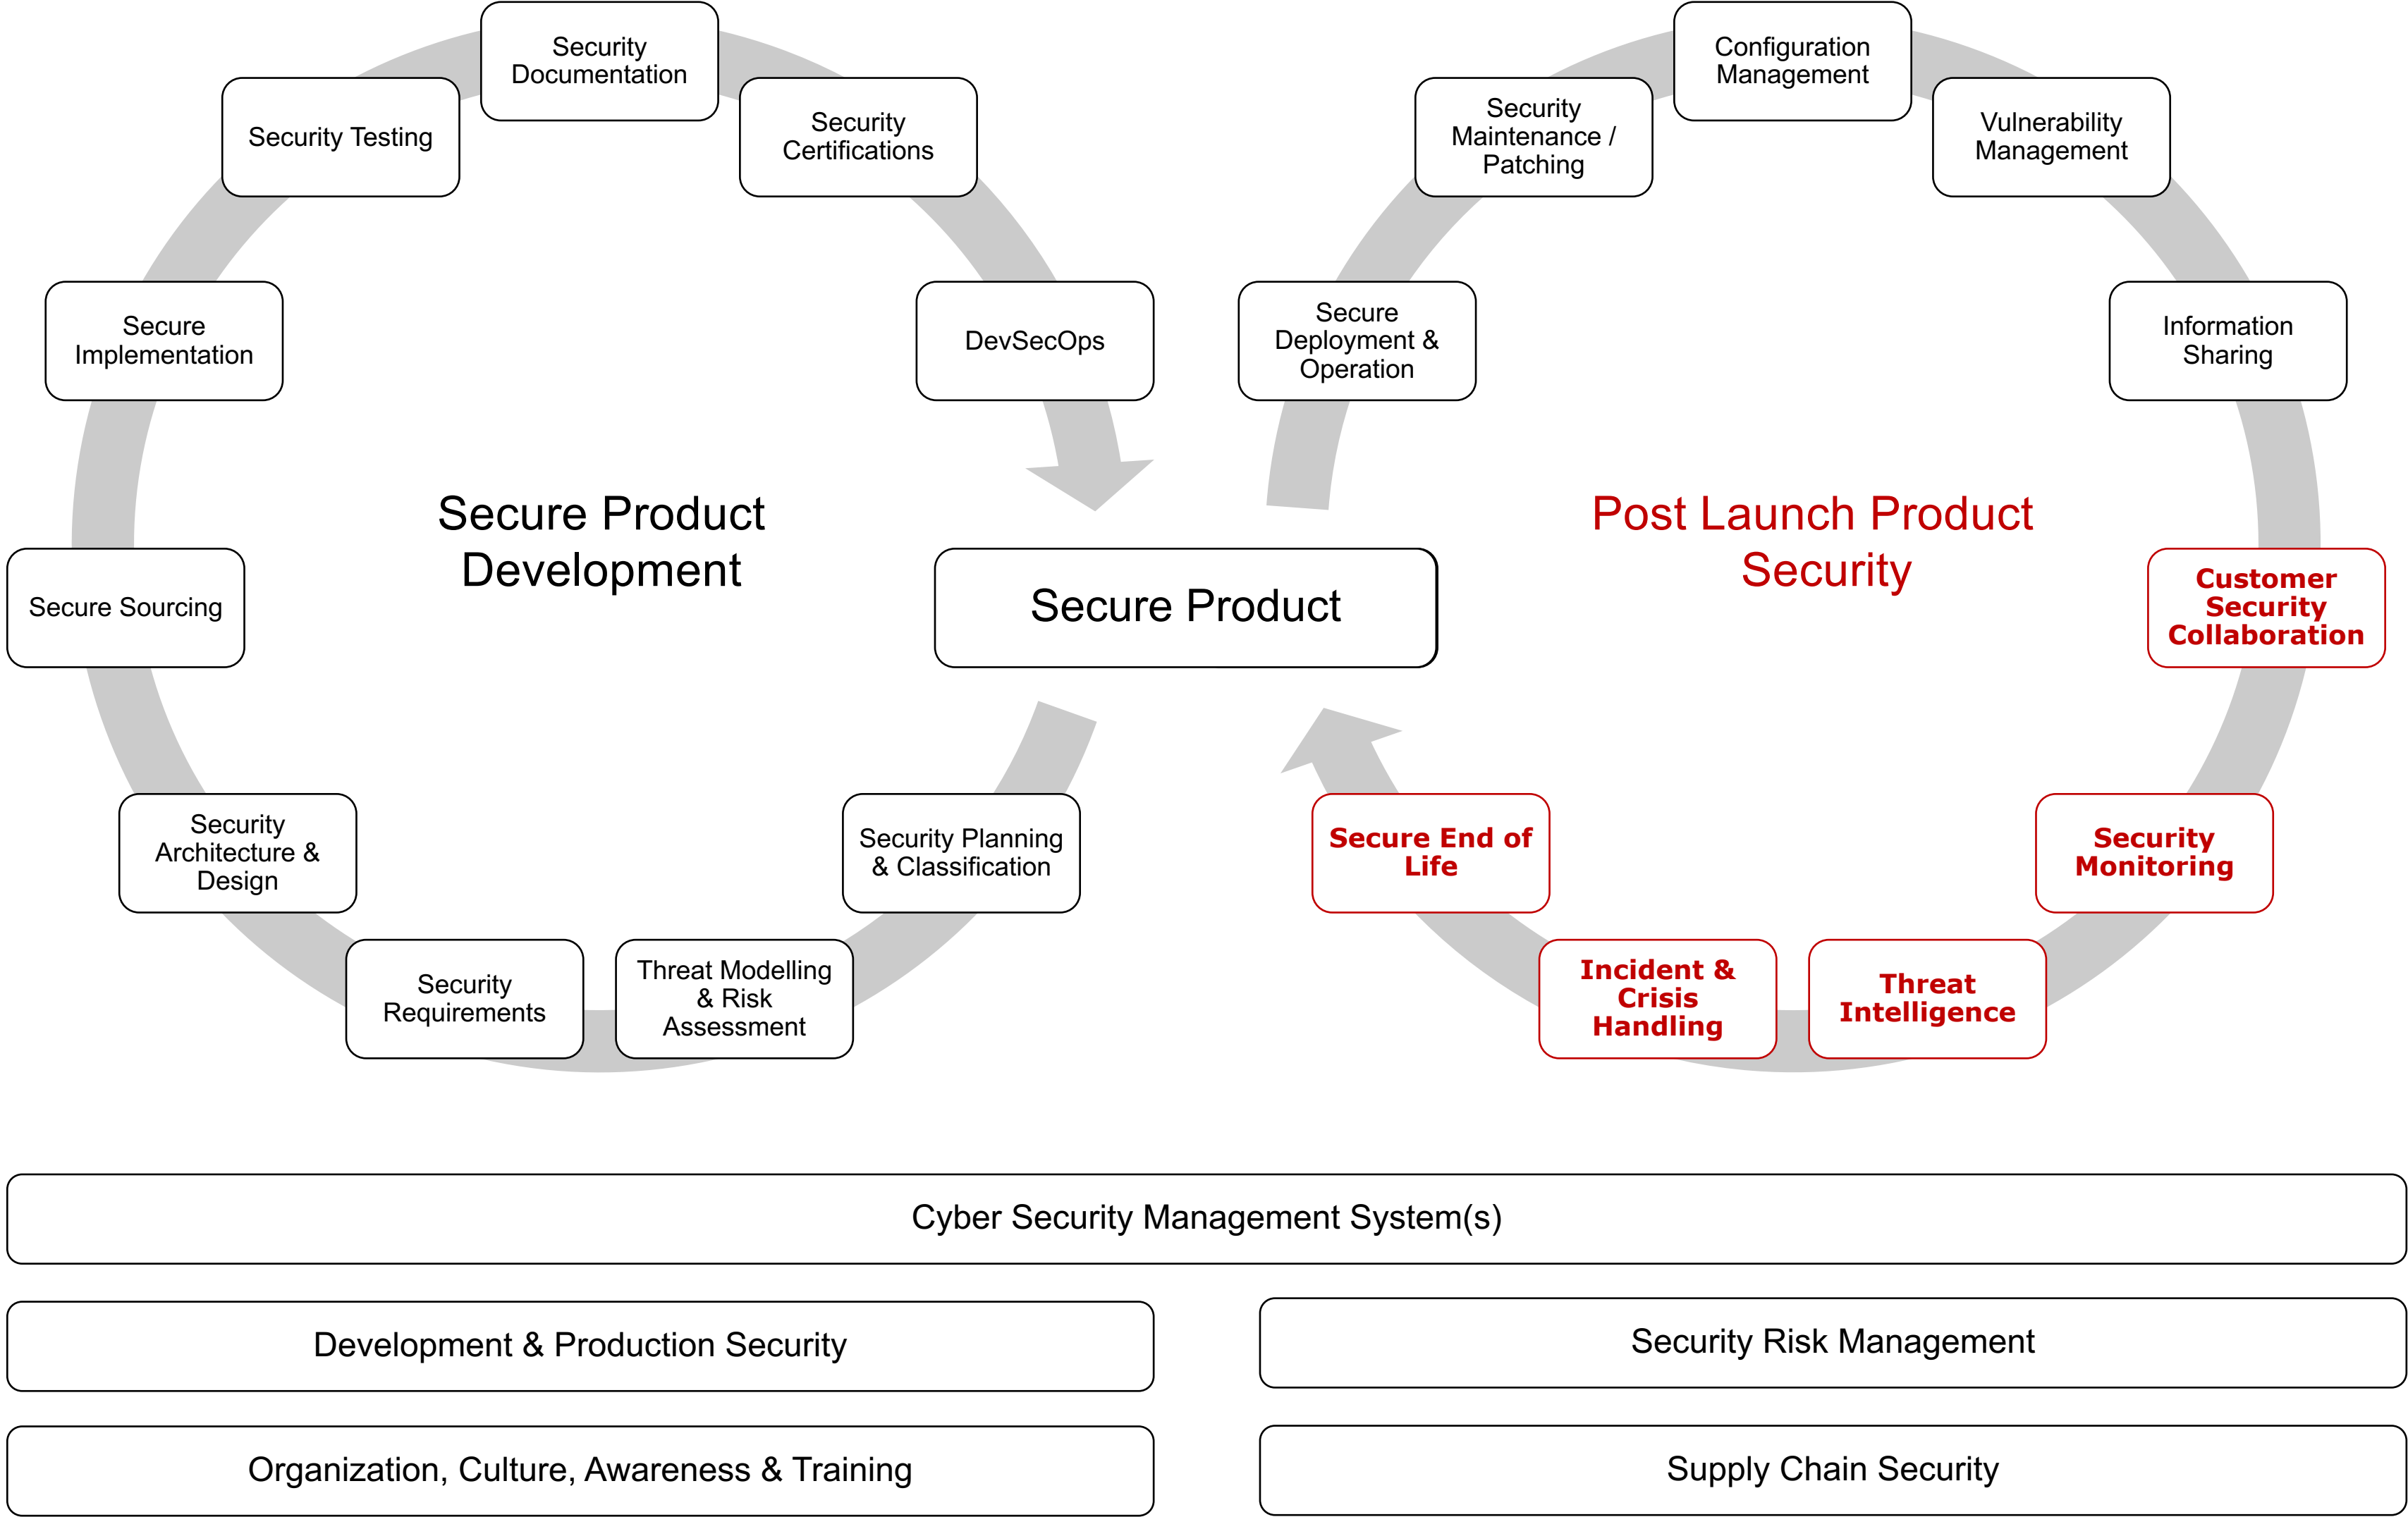 Security
Documentation
Security Testing
Security
Certifications
Secure
Implementation
DevSecOps
Secure Product
Development
Secure Sourcing
Security
Architecture &
Design
Security
Requirements
Threat Modelling
& Risk
Assessment
Security Planning
& Classification
Secure Product
Configuration
Management
Security
Maintenance /
Patching
Vulnerability
Management
Secure
Deployment &
Operation
Information
Sharing
Post Launch Product
Security
Customer
Security
Collaboration
Security
Monitoring
Threat
Intelligence
Incident &
Crisis
Handling
Secure End of
Life
Cyber Security Management System(s)
Development & Production Security
Security Risk Management
Organization, Culture, Awareness & Training
Supply Chain Security